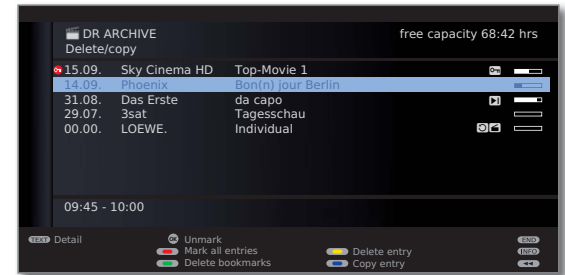 DR ARCHIVE free capacity 68:42 hrs
Delete/copy
15.09. Sky Cinema HD Top-Movie 1
14.09. Phoenix Bon(n) jour Berlin
31.08. Das Erste da capo
29.07. 3sat Tagesschau
00.00. LOEWE. Individual
09:45 - 10:00
TEXT Detail OK Unmark END
Mark all entries Delete entry INFO
Delete bookmarks Copy entry